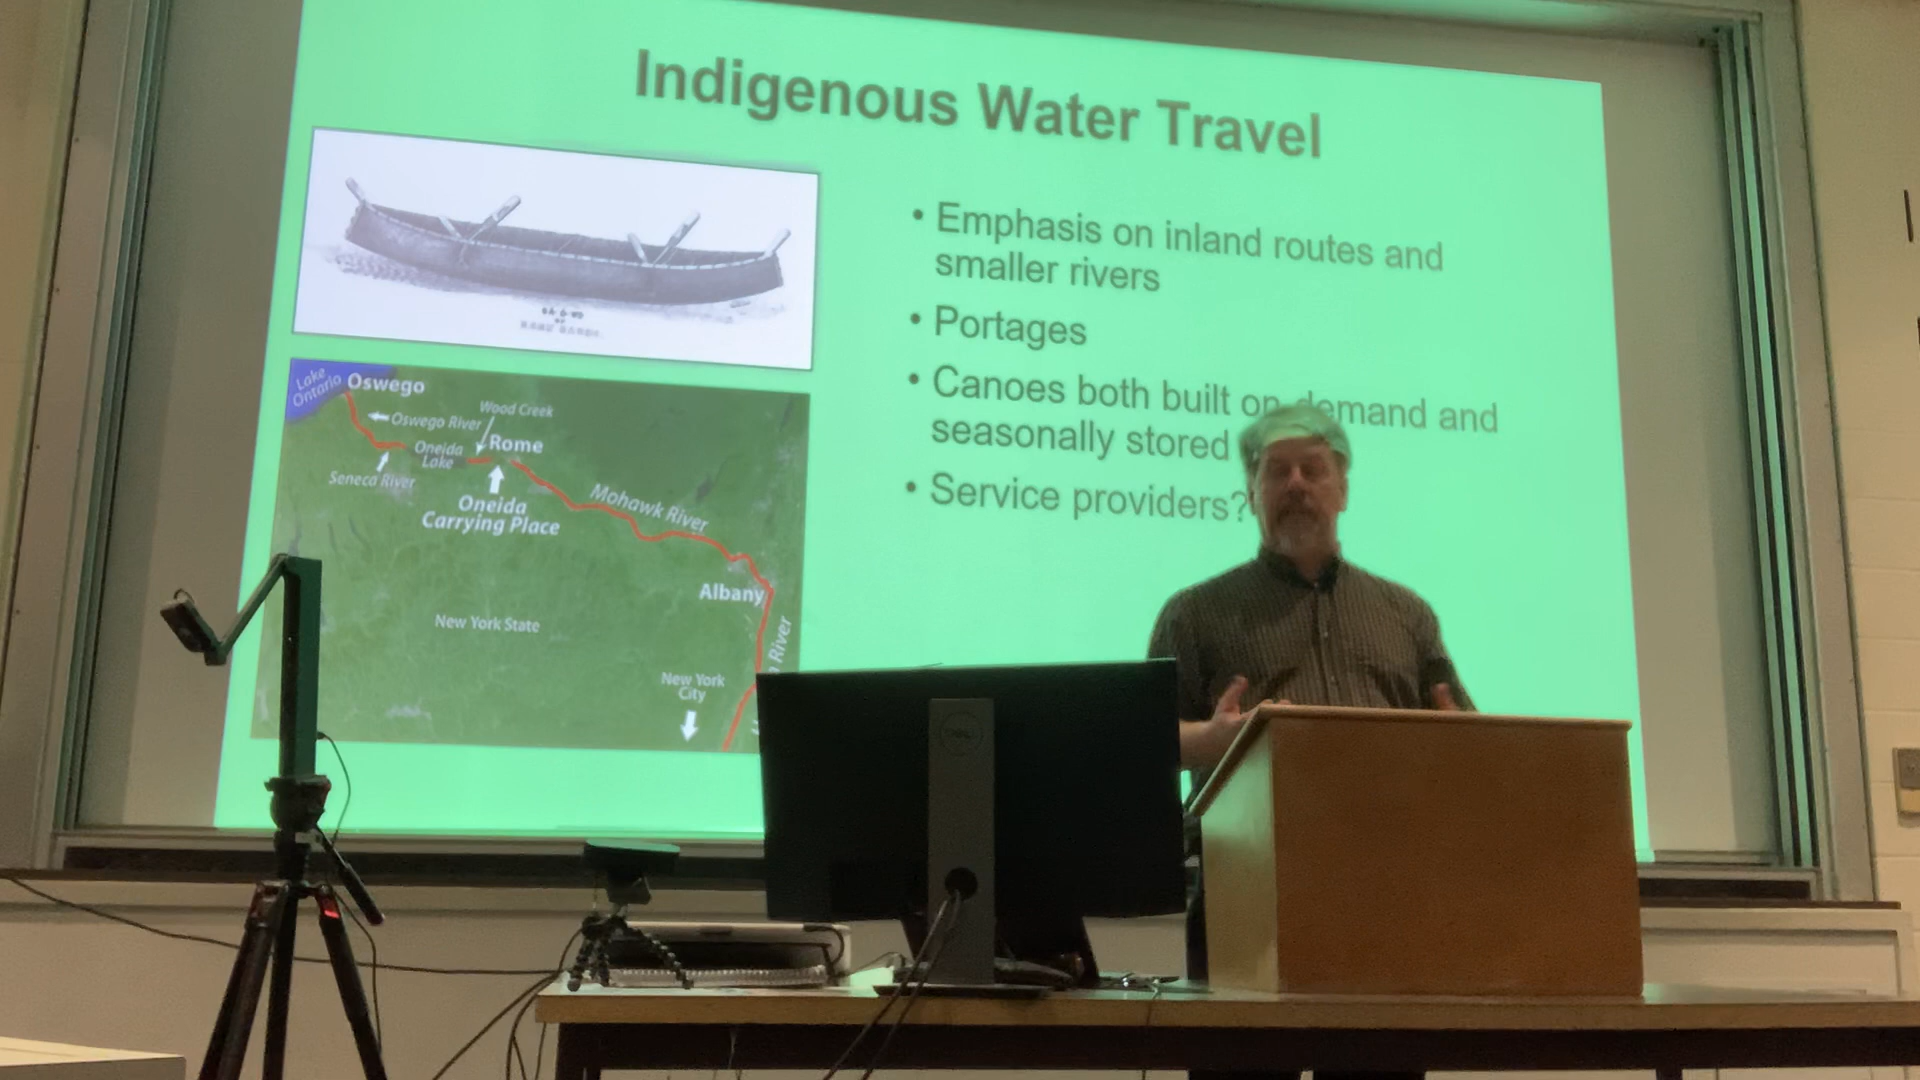 Indigenous Water Travel
• Emphasis on inland routes and
smaller rivers
• Portages
• Canoes both built on demand and
seasonally stored
• Service providers?
Lake
Ontario
Oswego
Oswego River
Wood Creek
Rome
Oneida
Lake
Seneca River
Oneida
Carrying Place
Mohawk River
Albany
New York State
River
New York
City
DELL